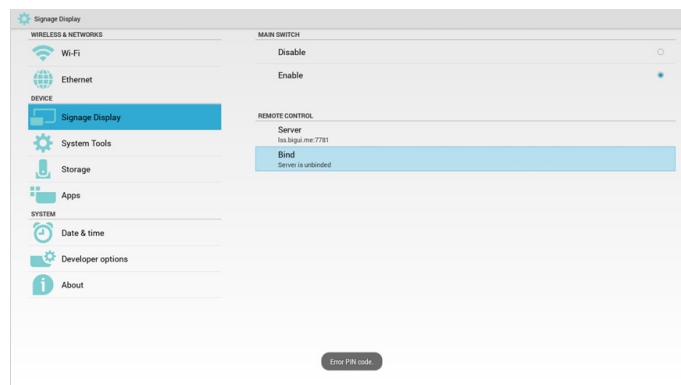 Signage Display
WIRELESS & NETWORKS
Wi-Fi
Ethernet
DEVICE
Signage Display
System Tools
Storage
Apps
SYSTEM
Date & time
Developer options
About
MAIN SWITCH
Disable
Enable
REMOTE CONTROL
Server
lss.bigui.me:7781
Bind
Server is unbinded
Error PIN code.